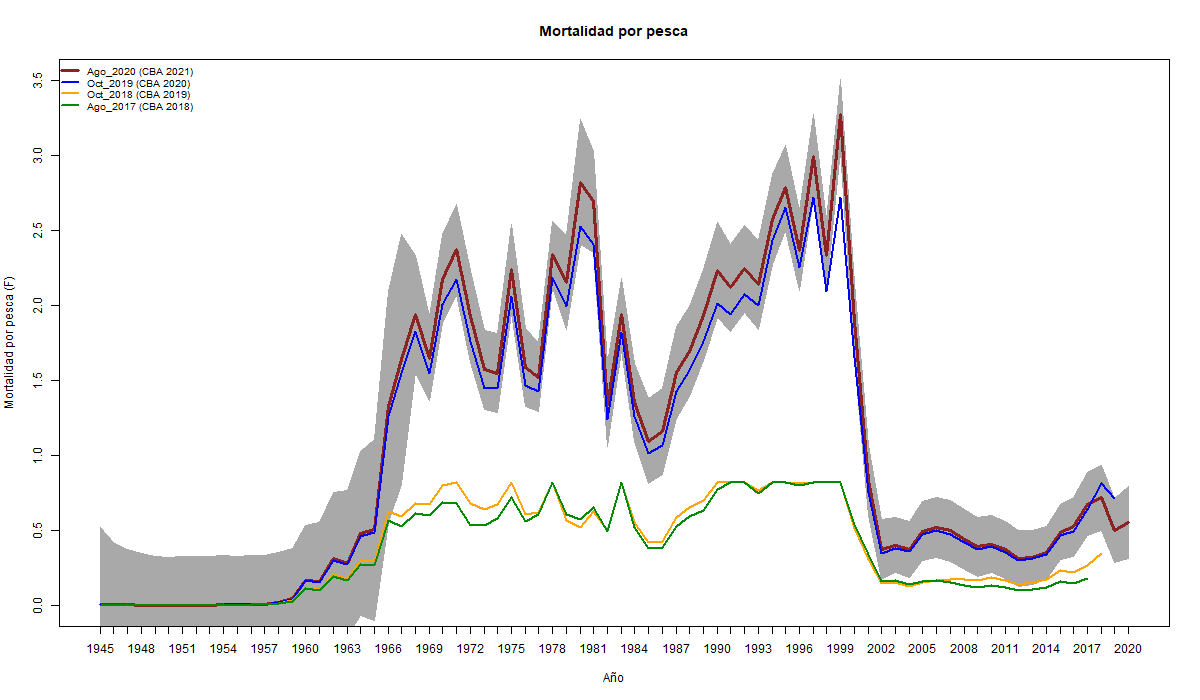 Mortalidad por pesca
Ago_2020 (CBA 2021)
Oct_2019 (CBA 2020)
Oct_2018 (CBA 2019)
Ago_2017 (CBA 2018)
Mortalidad por pesca (F)
3.5
3.0
2.5
2.0
1.5
1.0
0.5
0.0
1945 1948 1951 1954 1957 1960 1963 1966 1969 1972 1975 1978 1981 1984 1987 1990 1993 1996 1999 2002 2005 2008 2011 2014 2017 2020
Año